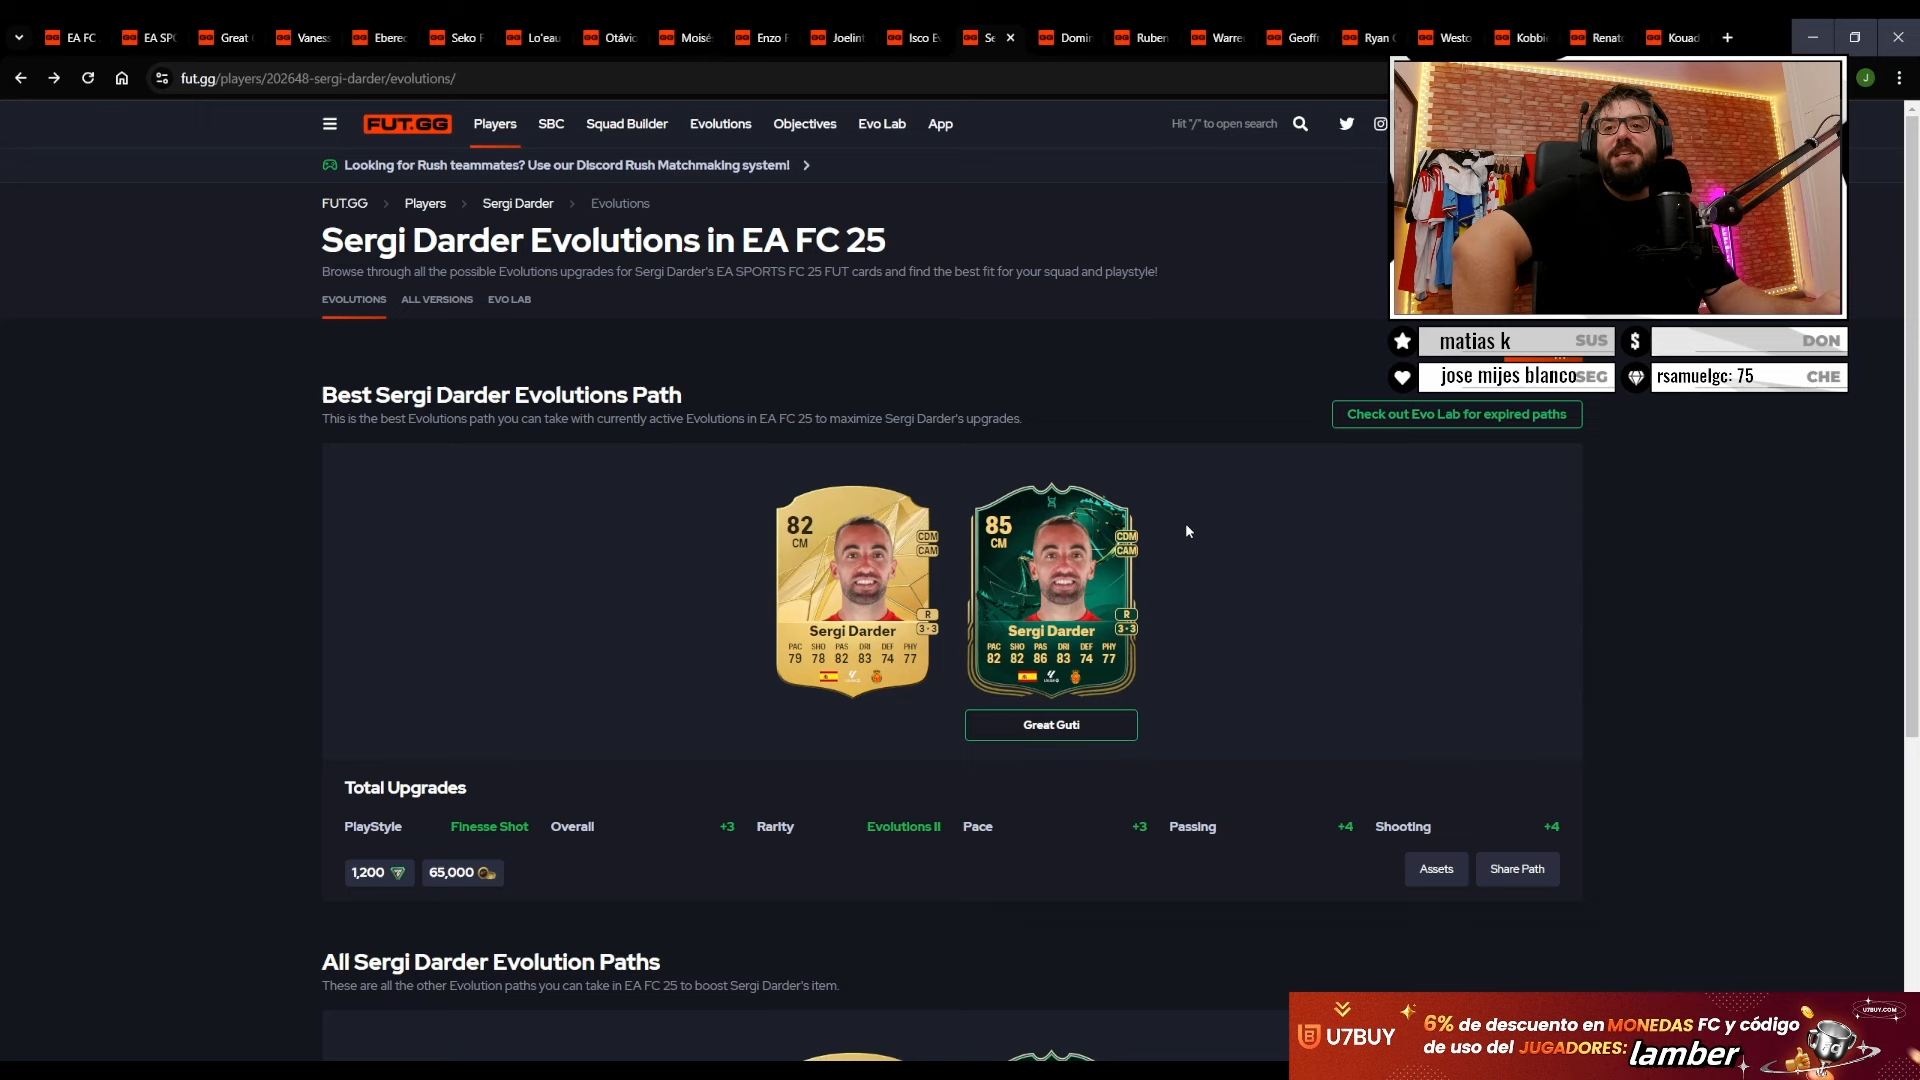 EA FC
EA SPO
Great
Vaness
Eberec
Seko F
Lo'eau
Otávio
Moisé
Enzo F
Joelint
Isco E
Se
Domin
Ruben
Warre
Geoffr
Ryan
Westo
Kobbi
Renat
Kouad
fut.gg/players/202648-sergi-darder/evolutions/
J
FUT.GG
Players
SBC
Squad Builder
Evolutions
Objectives
Evo Lab
App
Hit "/" to open search
Looking for Rush teammates? Use our Discord Rush Matchmaking system!
FUT.GG > Players > Sergi Darder > Evolutions
Sergi Darder Evolutions in EA FC 25
Browse through all the possible Evolutions upgrades for Sergi Darder's EA SPORTS FC 25 FUT cards and find the best fit for your squad and playstyle!
EVOLUTIONS ALL VERSIONS EVO LAB
matias k SUS
$ DON
jose mijes blanco SEG
rsamuelgc: 75 CHE
Best Sergi Darder Evolutions Path
This is the best Evolutions path you can take with currently active Evolutions in EA FC 25 to maximize Sergi Darder's upgrades.
Check out Evo Lab for expired paths
82
CM
CDM
CAM
R
3•3
Sergi Darder
PAC SHO PAS DRI DEF PHY
79 78 82 83 74 77
85
CM
CDM
CAM
R
3•3
Sergi Darder
PAC SHO PAS DRI DEF PHY
82 82 86 83 74 77
Great Guti
Total Upgrades
PlayStyle Finesse Shot
Overall +3
Rarity Evolutions II
Pace +3
Passing +4
Shooting +4
1,200
65,000
Assets
Share Path
All Sergi Darder Evolution Paths
These are all the other Evolution paths you can take in EA FC 25 to boost Sergi Darder's item.
U7BUY
6% de descuento en MONEDAS FC y código
de uso del JUGADORES: lamber
U7BUY.COM